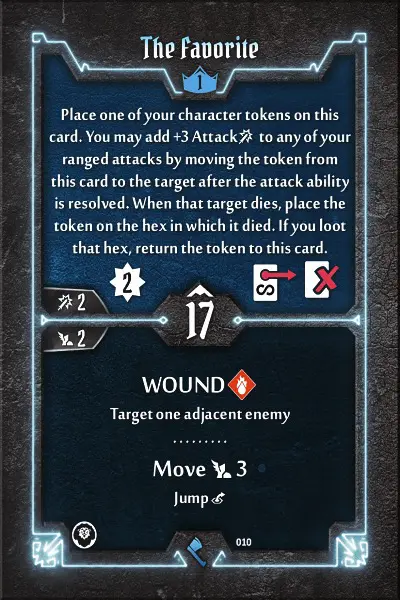 The Favorite
1
Place one of your character tokens on this
card. You may add +3 Attack to any of your
ranged attacks by moving the token from
this card to the target after the attack ability
is resolved. When that target dies, place the
token on the hex in which it died. If you loot
that hex, return the token to this card.
2
2
17
2
WOUND
Target one adjacent enemy
Move 3
Jump
010